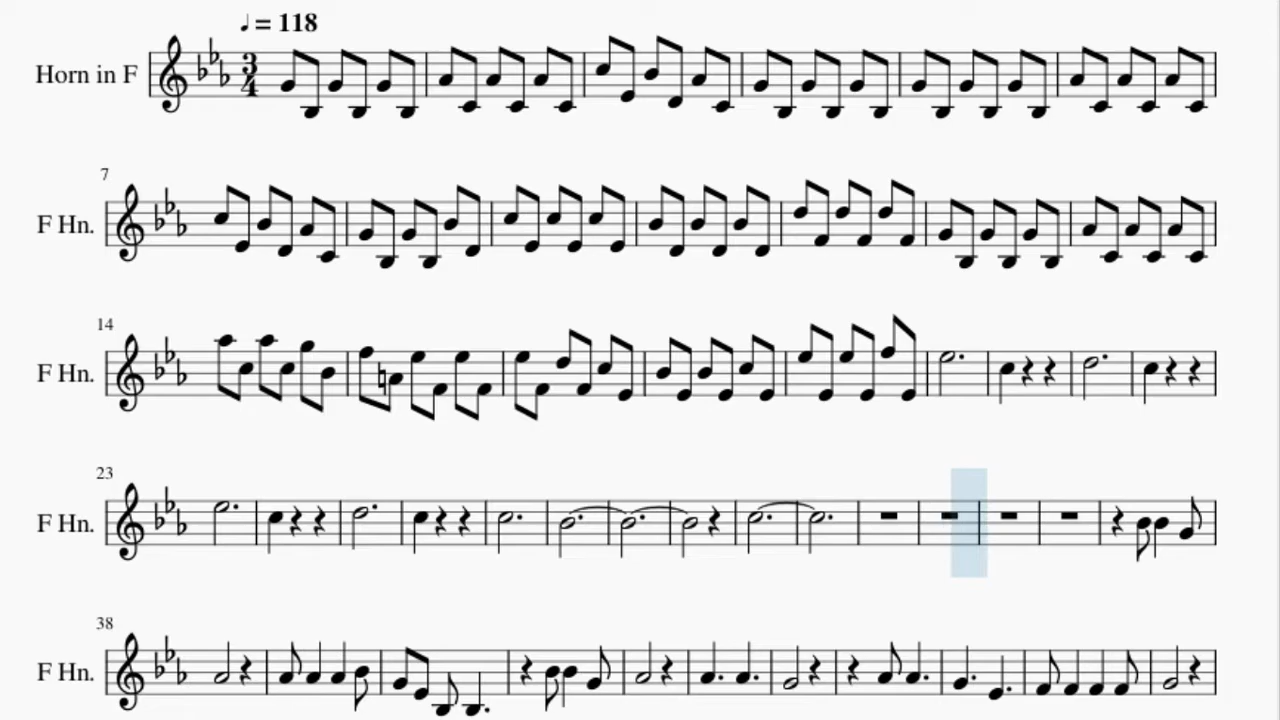 ♩ = 118
Horn in F
3
4
7
F Hn.
14
F Hn.
23
F Hn.
38
F Hn.